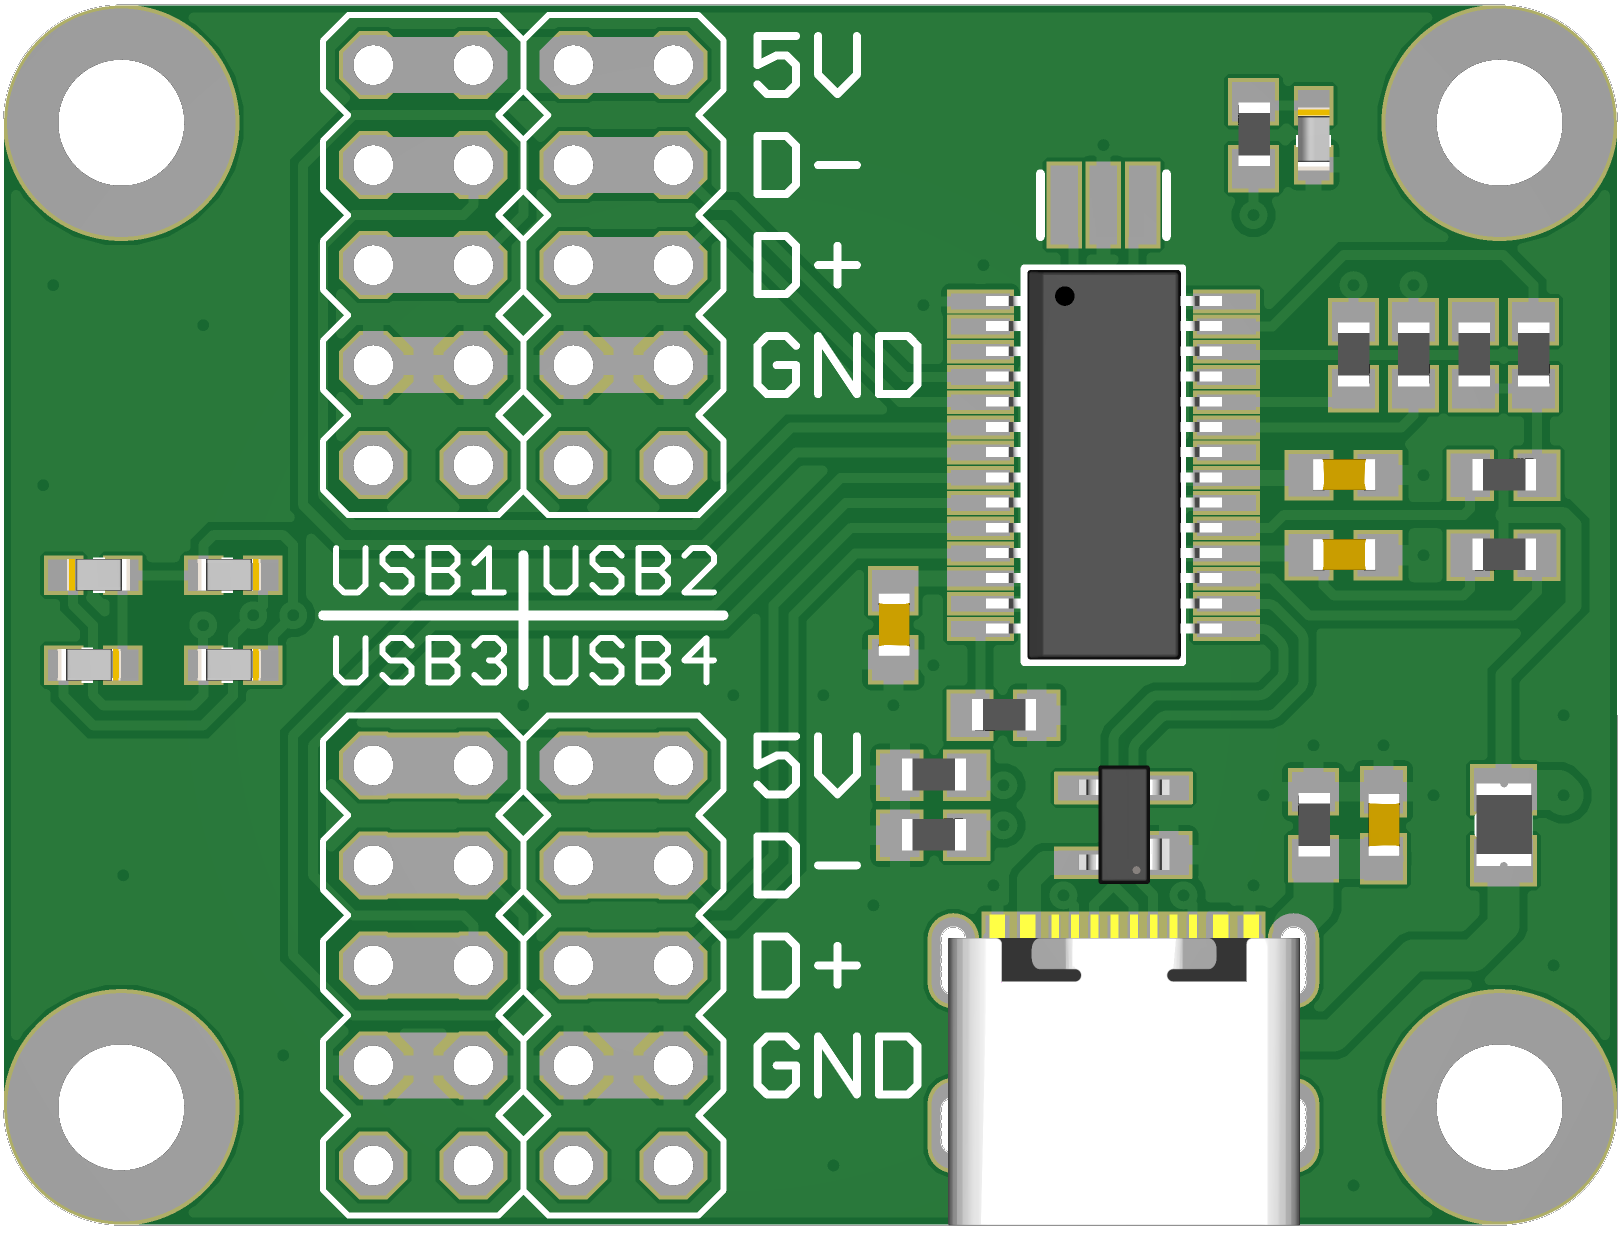 5V
D-
D+
GND
USB1 USB2
USB3 USB4
5V
D-
D+
GND